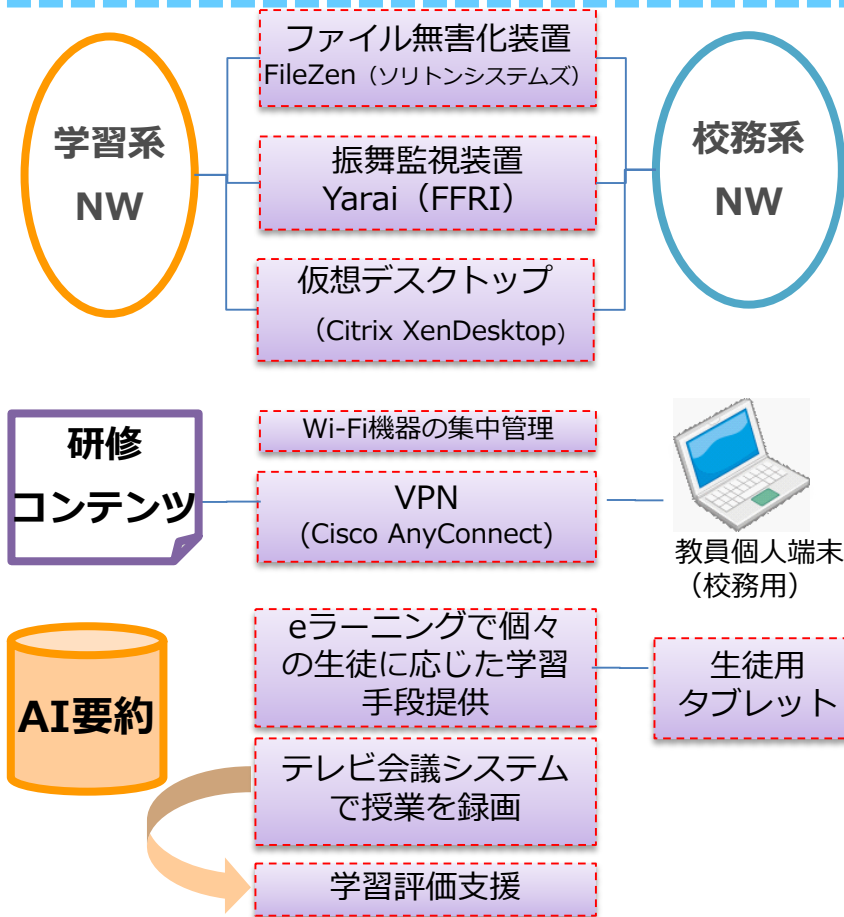 ファイル無害化装置
FileZen（ソリトンシステムズ）
学習系
NW
校務系
NW
振舞監視装置
Yarai（FFRI）
仮想デスクトップ
（Citrix XenDesktop）
研修
コンテンツ
Wi-Fi機器の集中管理
VPN
(Cisco AnyConnect)
教員個人端末
（校務用）
AI要約
eラーニングで個々
の生徒に応じた学習
手段提供
生徒用
タブレット
テレビ会議システム
で授業を録画
学習評価支援